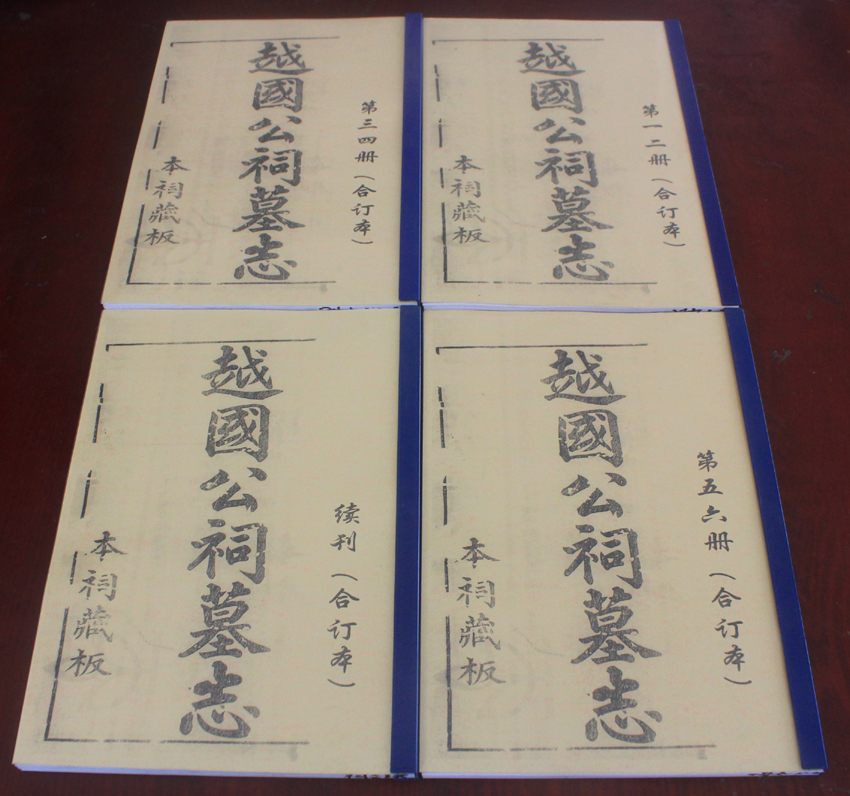 第一二册（合订本）
越國公祠墓志
本祠藏板
第三四册（合订本）
越國公祠墓志
本祠藏板
第五六册（合订本）
越國公祠墓志
本祠藏板
续刊（合订本）
越國公祠墓志
本祠藏板